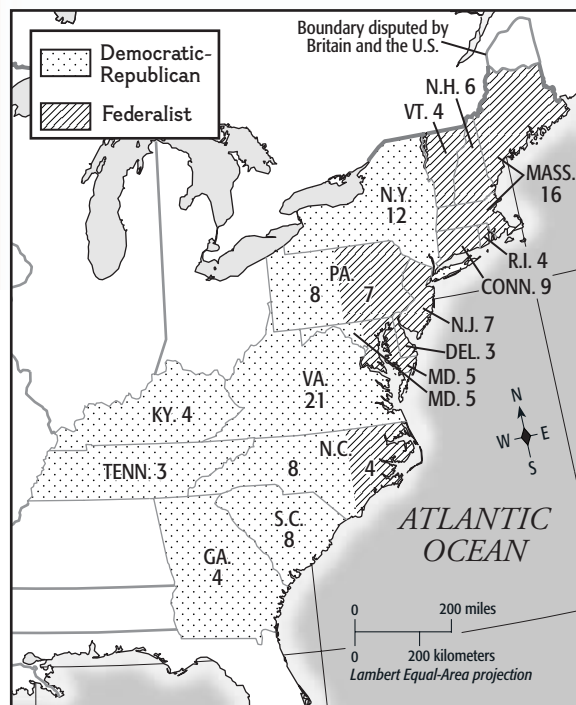 Democratic-
Republican
Federalist
Boundary disputed by
Britain and the U.S.
N.H. 6
VT. 4
MASS.
16
N.Y.
12
R.I. 4
CONN. 9
PA.
8
7
N.J. 7
DEL. 3
MD. 5
MD. 5
VA.
21
KY. 4
N
W
E
S
TENN. 3
N.C.
8
4
S.C.
8
GA.
4
ATLANTIC
OCEAN
0
200 miles
0
200 kilometers
Lambert Equal-Area projection